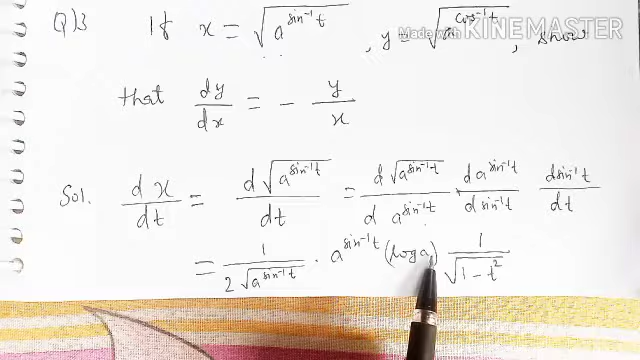 Made with KINEMASTER
Q)3 If x = √(a^(sin⁻¹t)) , y = √(a^(cos⁻¹t)) , show
that dy/dx = - y/x
Sol. dx/dt = d√(a^(sin⁻¹t))/dt = d√(a^(sin⁻¹t))/d a^(sin⁻¹t) · d a^(sin⁻¹t)/d sin⁻¹t · d sin⁻¹t/dt
= 1/(2√(a^(sin⁻¹t))) · a^(sin⁻¹t) (log a) 1/√(1-t²)